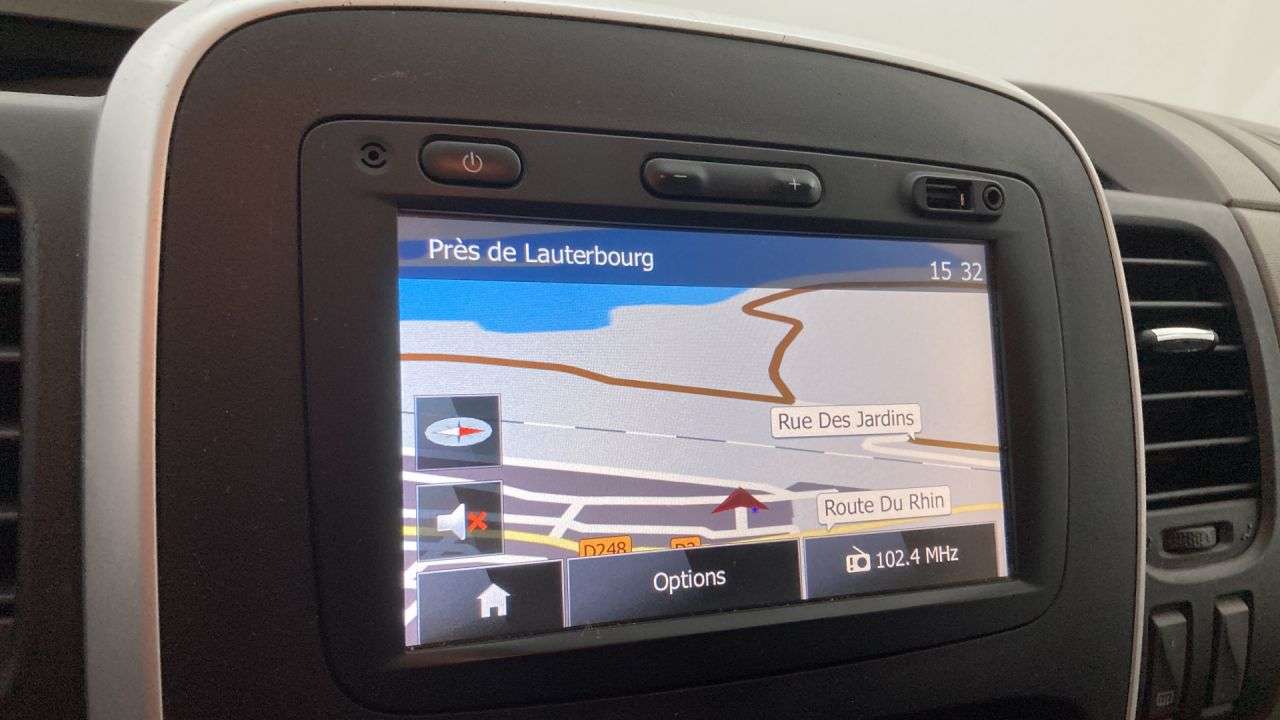 Près de Lauterbourg
15 32
Rue Des Jardins
Route Du Rhin
D248
102.4 MHz
Options